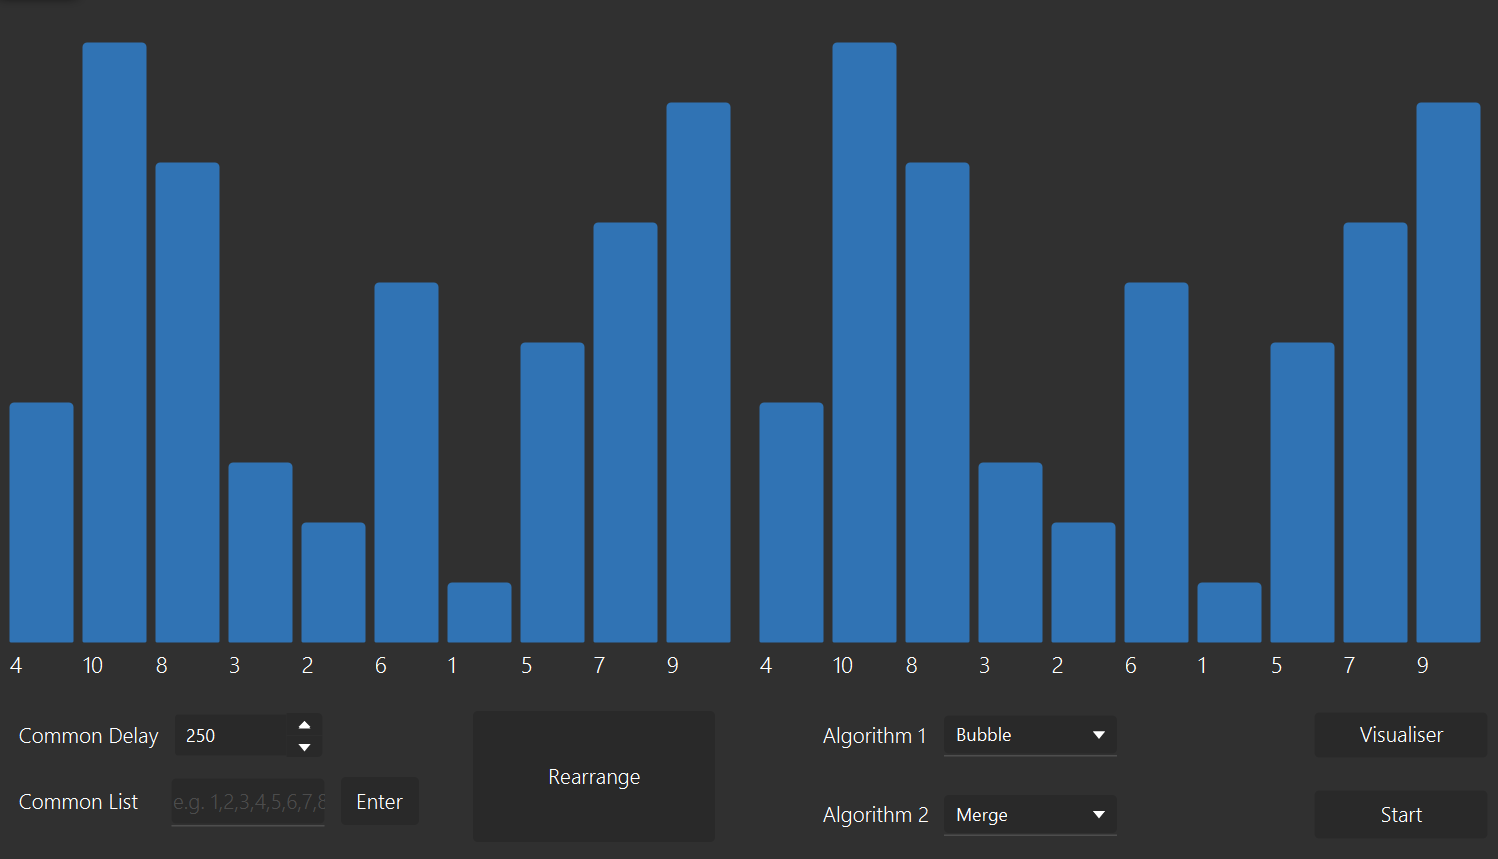 4 10 8 3 2 6 1 5 7 9
4 10 8 3 2 6 1 5 7 9
Common Delay 250
Common List e.g. 1,2,3,4,5,6,7,8 Enter
Rearrange
Algorithm 1 Bubble
Algorithm 2 Merge
Visualiser
Start